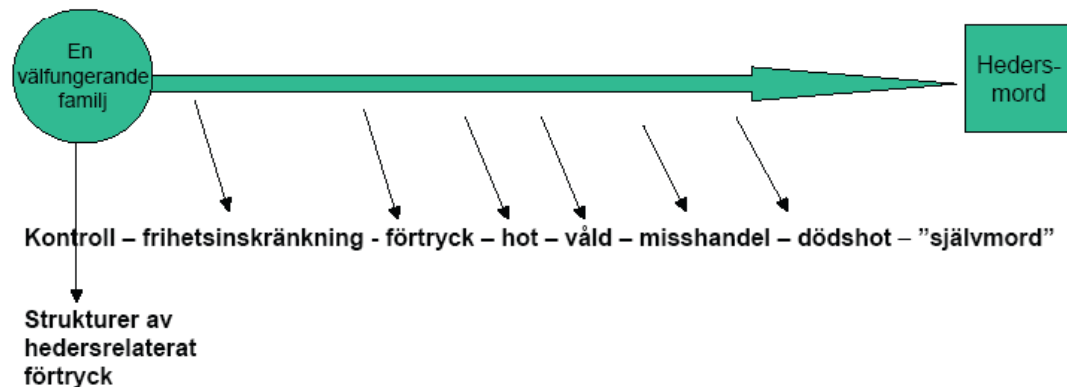 En
välfungerande
familj
Heders-
mord
Kontroll – frihetsinskränkning - förtryck – hot – våld – misshandel – dödshot – ”självmord”
Strukturer av
hedersrelaterat
förtryck